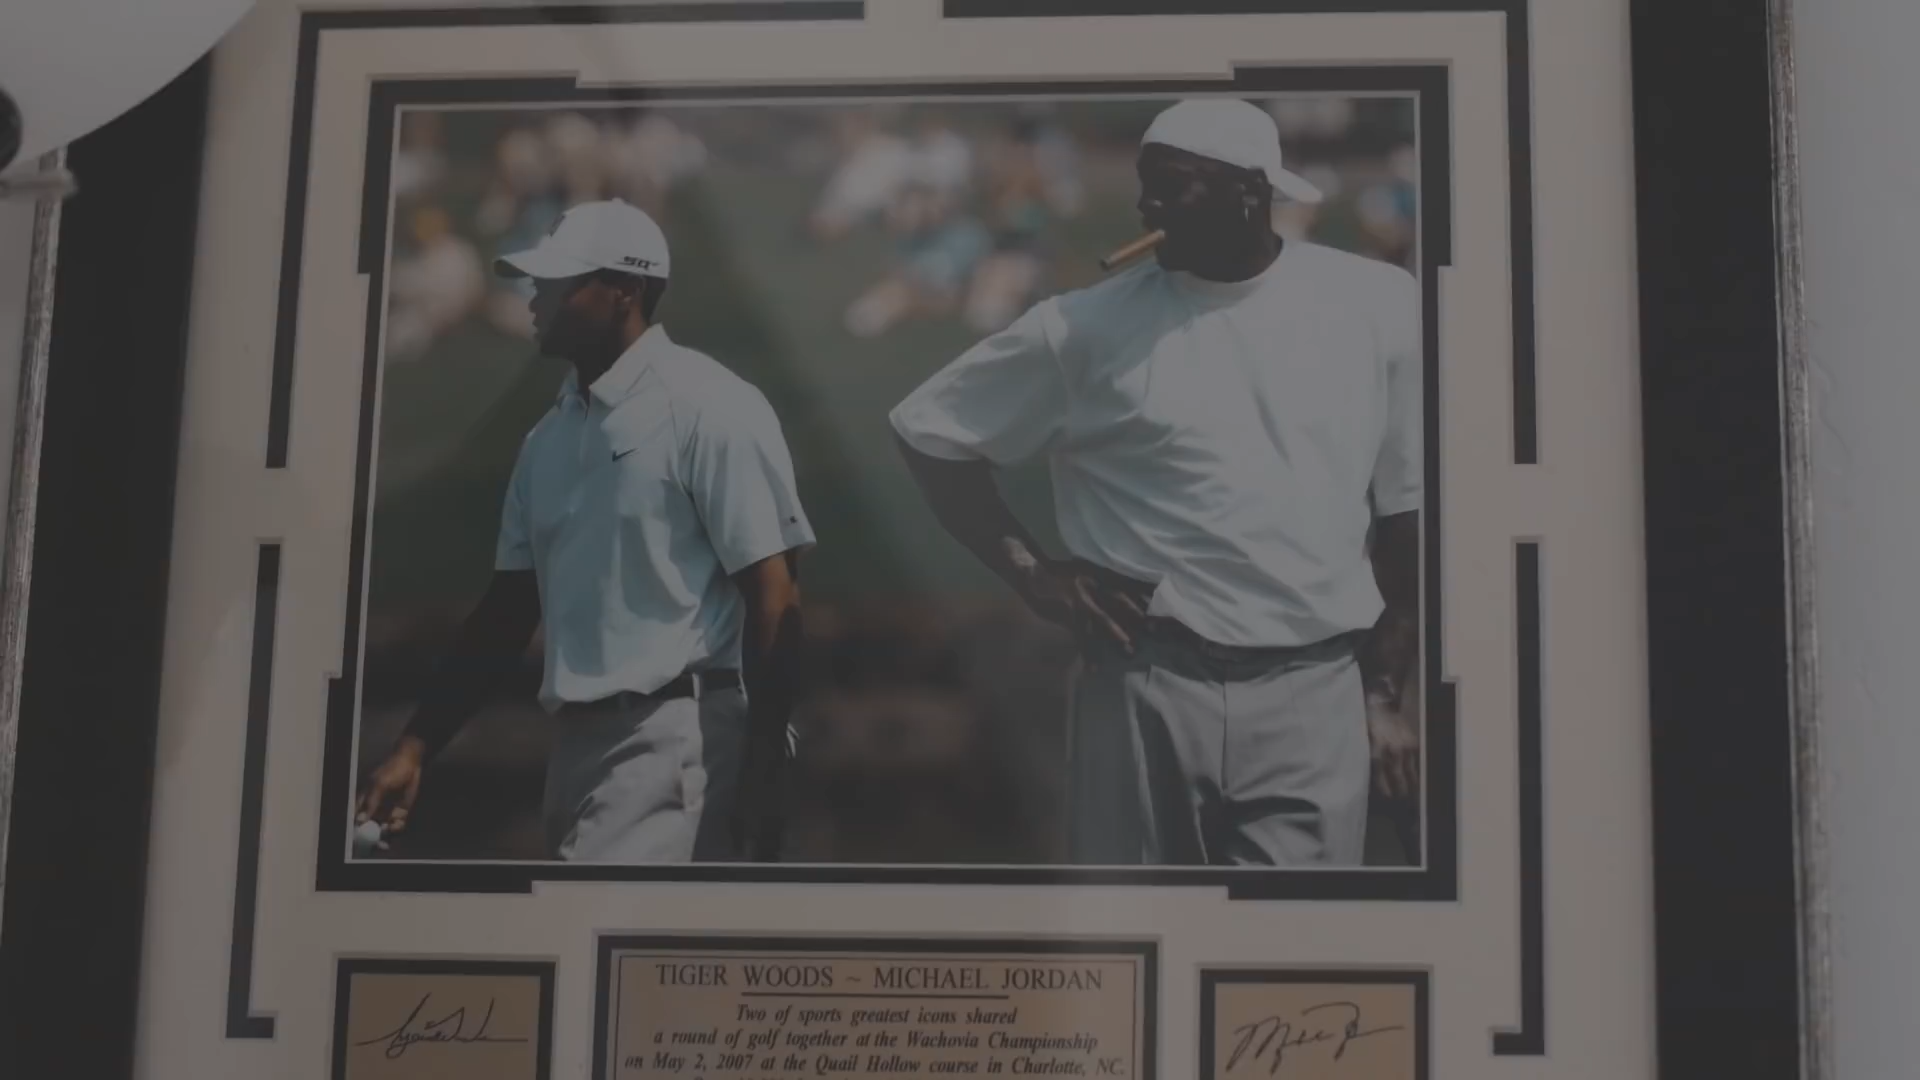 SQ
TIGER WOODS ~ MICHAEL JORDAN
Two of sports greatest icons shared
a round of golf together at the Wachovia Championship
on May 2, 2007 at the Quail Hollow course in Charlotte, NC.